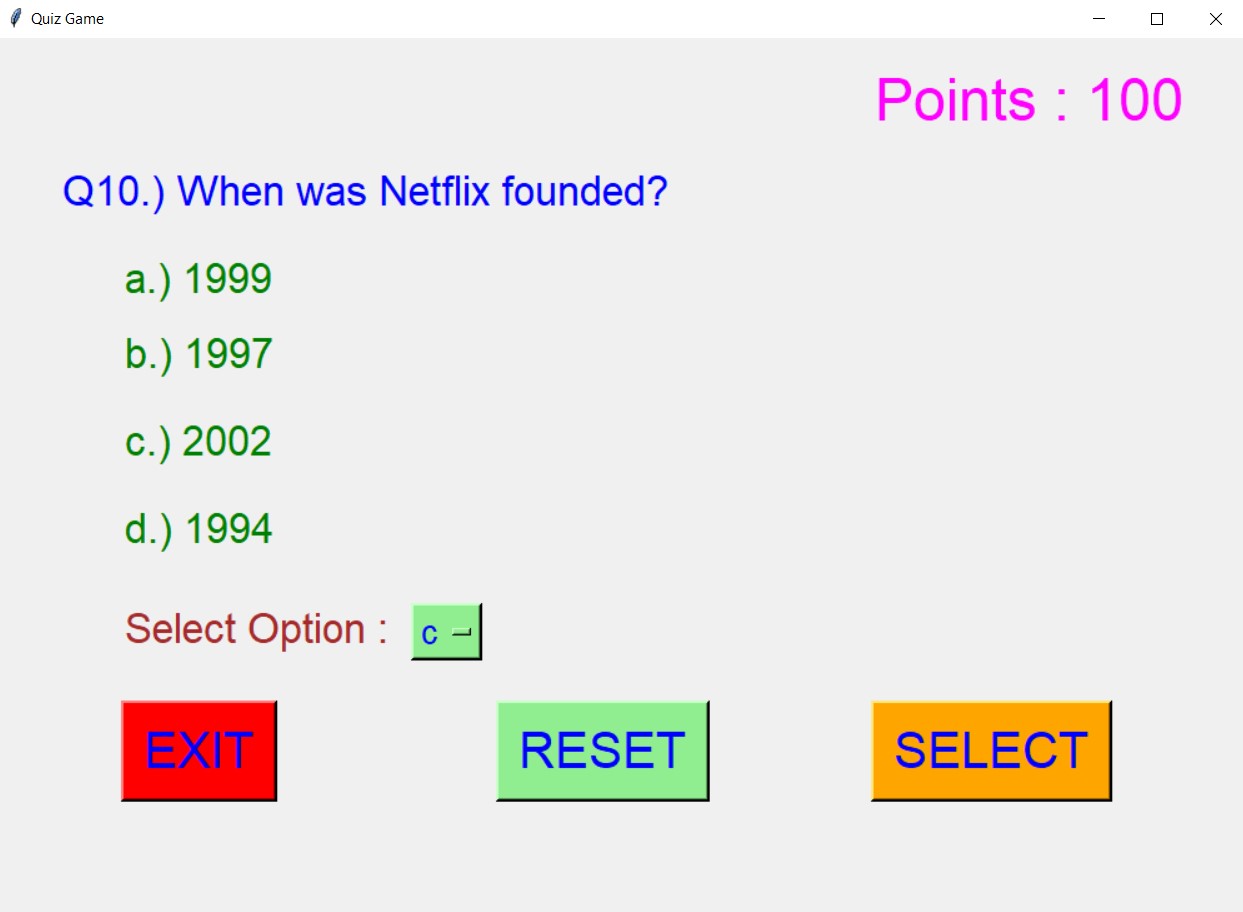 Quiz Game
Points : 100
Q10.) When was Netflix founded?
a.) 1999
b.) 1997
c.) 2002
d.) 1994
Select Option : c
EXIT RESET SELECT